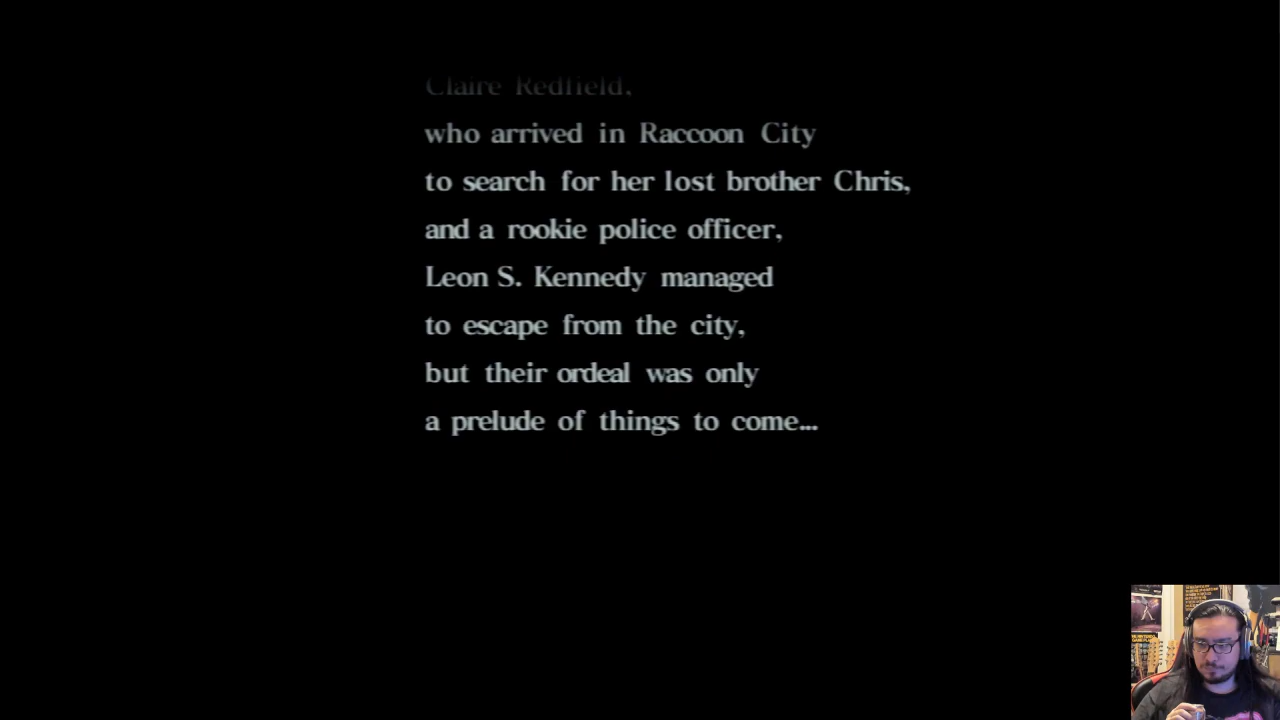 Claire Redfield,
who arrived in Raccoon City
to search for her lost brother Chris,
and a rookie police officer,
Leon S. Kennedy managed
to escape from the city,
but their ordeal was only
a prelude of things to come...